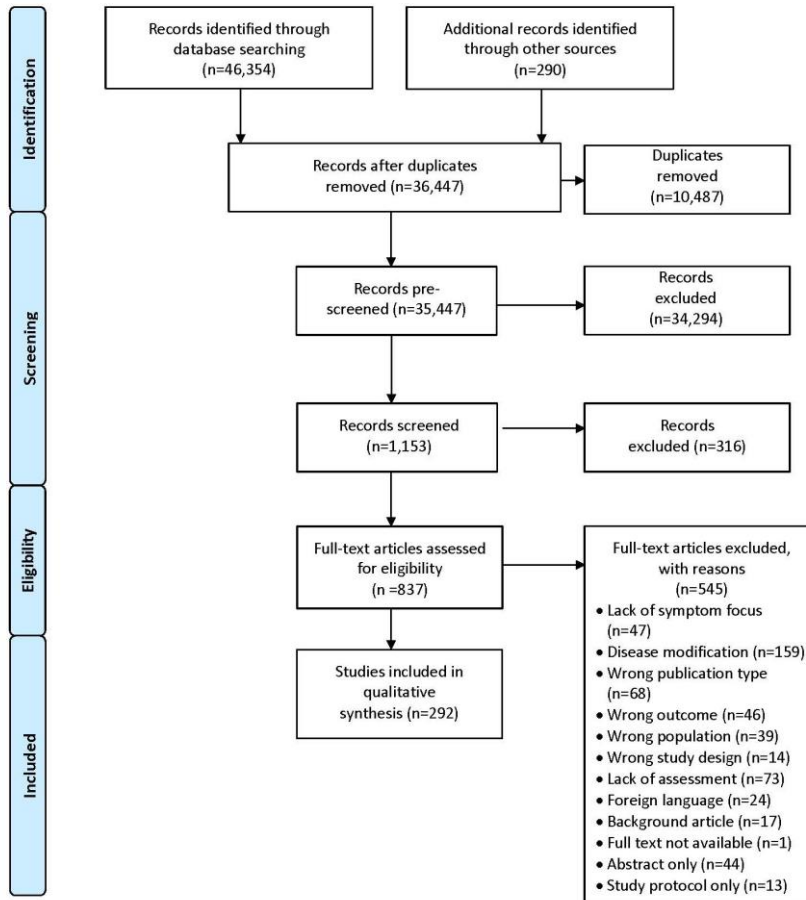 Records identified through
database searching
(n=46,354)
Additional records identified
through other sources
(n=290)
Identification
Records after duplicates
removed (n=36,447)
Duplicates
removed
(n=10,487)
Screening
Records pre-
screened (n=35,447)
Records
excluded
(n=34,294)
Records screened
(n=1,153)
Records
excluded (n=316)
Eligibility
Full-text articles assessed
for eligibility
(n =837)
Full-text articles excluded,
with reasons
(n=545)
• Lack of symptom focus
(n=47)
• Disease modification (n=159)
• Wrong publication type
(n=68)
• Wrong outcome (n=46)
• Wrong population (n=39)
• Wrong study design (n=14)
• Lack of assessment (n=73)
• Foreign language (n=24)
• Background article (n=17)
• Full text not available (n=1)
• Abstract only (n=44)
• Study protocol only (n=13)
Included
Studies included in
qualitative
synthesis (n=292)